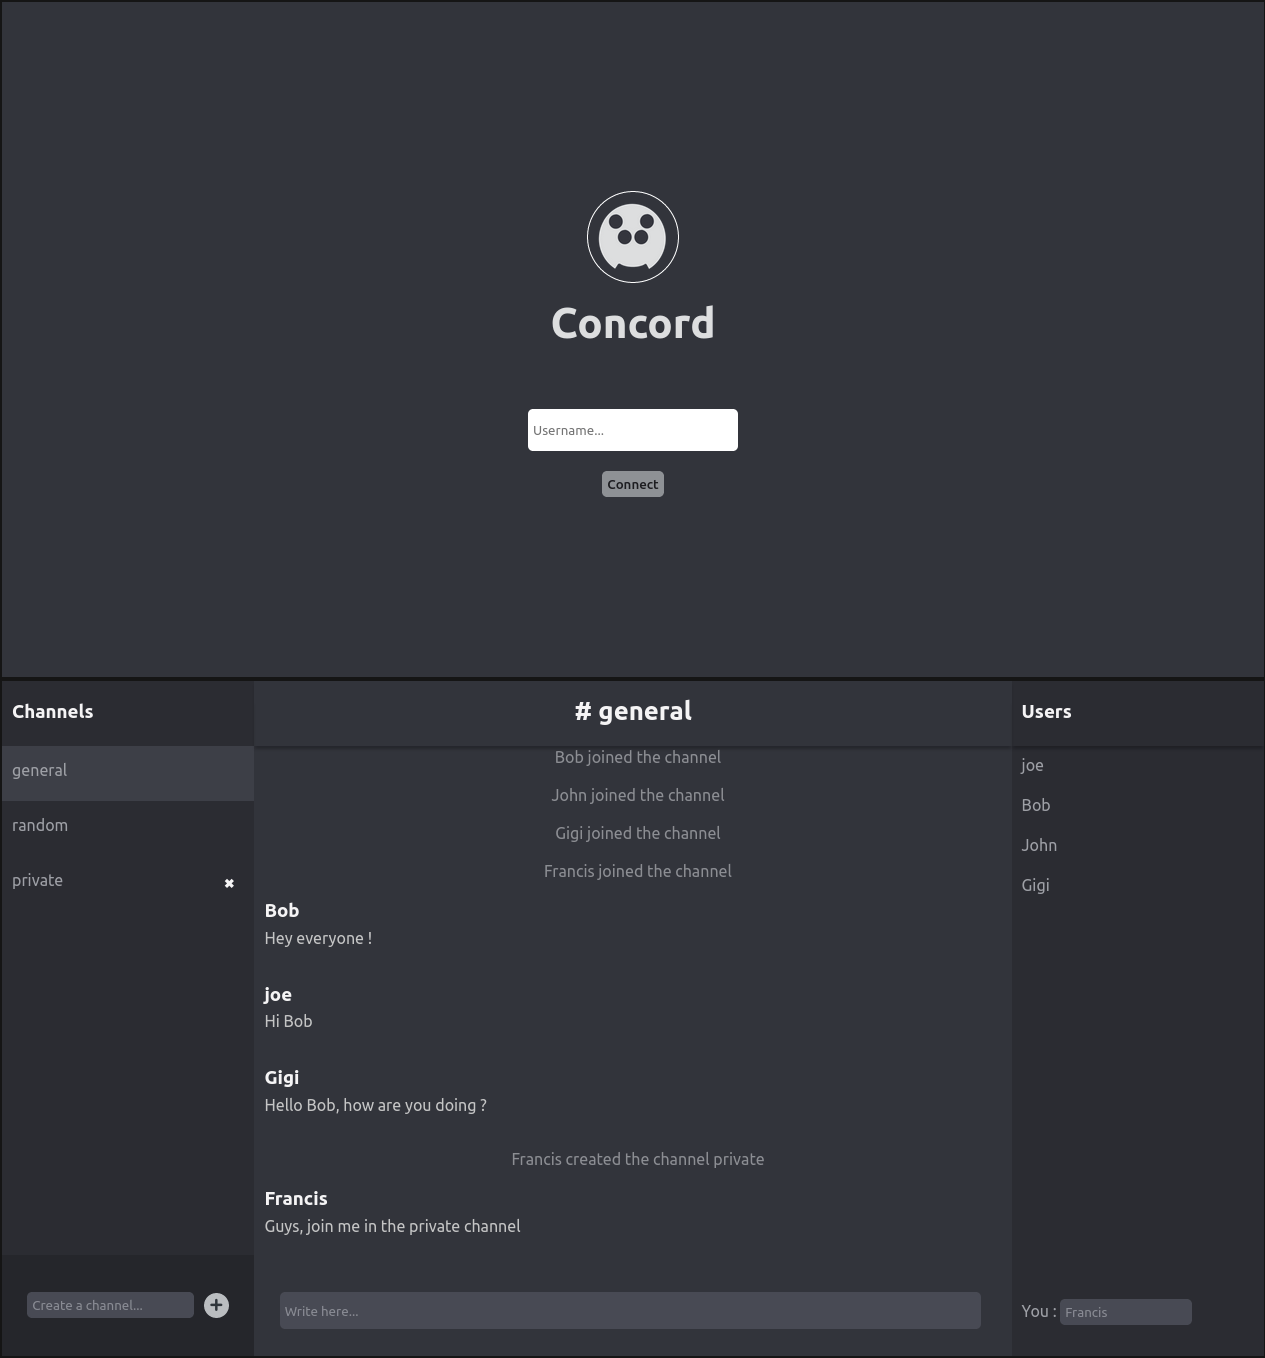 Concord
Username...
Connect
Channels
general
random
private
Create a channel...
# general
Bob joined the channel
John joined the channel
Gigi joined the channel
Francis joined the channel
Bob
Hey everyone !
joe
Hi Bob
Gigi
Hello Bob, how are you doing ?
Francis created the channel private
Francis
Guys, join me in the private channel
Write here...
Users
joe
Bob
John
Gigi
You : Francis